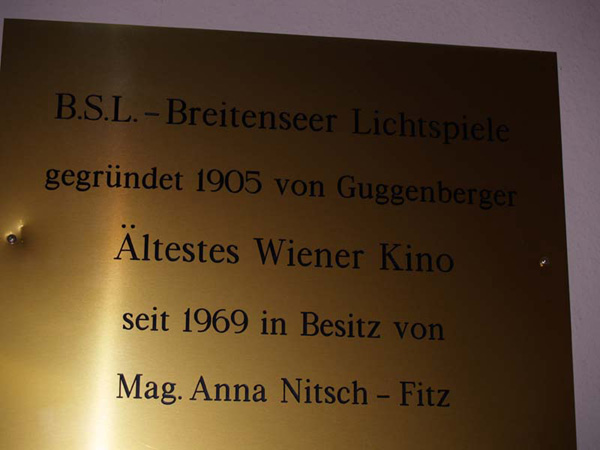 B.S.L. – Breitenseer Lichtspiele
gegründet 1905 von Guggenberger
Ältestes Wiener Kino
seit 1969 in Besitz von
Mag. Anna Nitsch – Fitz